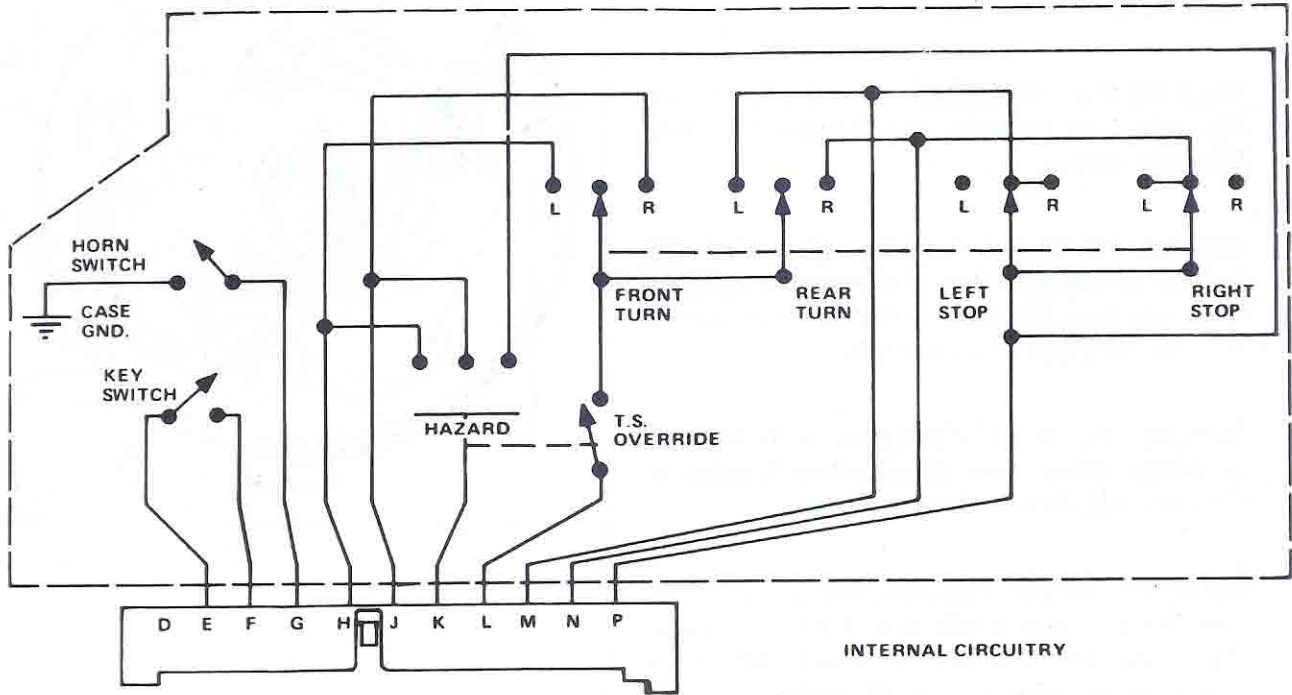 L R L R L R L R
HORN
SWITCH
CASE
GND.
FRONT
TURN
REAR
TURN
LEFT
STOP
RIGHT
STOP
KEY
SWITCH
HAZARD
T.S.
OVERRIDE
D E F G H J K L M N P
INTERNAL CIRCUITRY